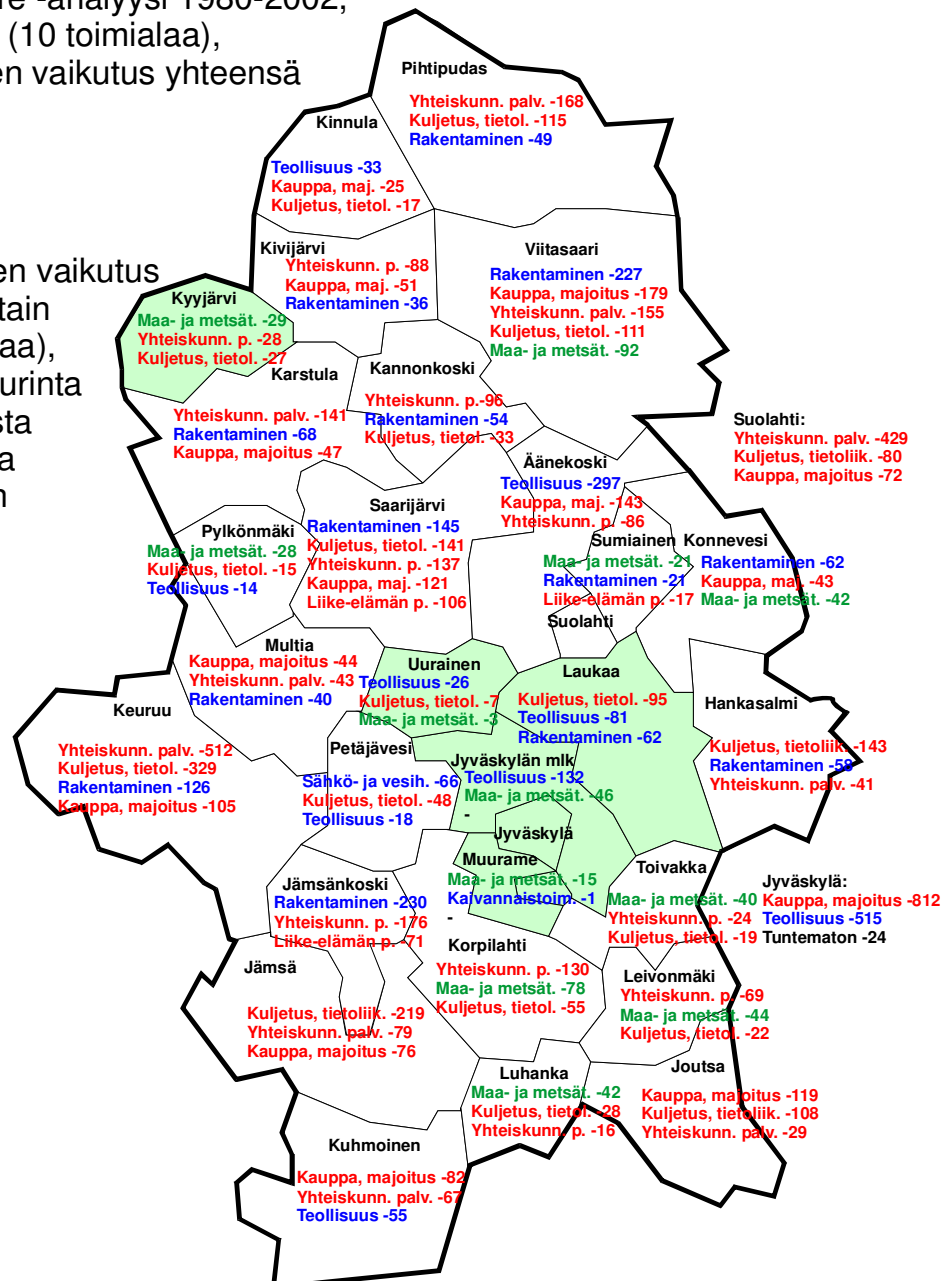 re -analyysi 1980-2002,
(10 toimialaa),
en vaikutus yhteensä
Pihtipudas
Yhteiskunn. palv. -168
Kuljetus, tietol. -115
Rakentaminen -49
Kinnula
Teollisuus -33
Kauppa, maj. -25
Kuljetus, tietol. -17
en vaikutus
tain
aa),
urinta
sta
a
n
Kivijärvi
Yhteiskunn. p. -88
Kauppa, maj. -51
Rakentaminen -36
Viitasaari
Rakentaminen -227
Kauppa, majoitus -179
Yhteiskunn. palv. -155
Kuljetus, tietol. -111
Maa- ja metsät. -92
Kyyjärvi
Maa- ja metsät. -29
Yhteiskunn. p. -28
Kuljetus, tietol. -27
Karstula
Yhteiskunn. palv. -141
Rakentaminen -68
Kauppa, majoitus -47
Kannonkoski
Yhteiskunn. p.-96
Rakentaminen -54
Kuljetus, tietol. -33
Suolahti:
Yhteiskunn. palv. -429
Kuljetus, tietoliik. -80
Kauppa, majoitus -72
Äänekoski
Teollisuus -297
Kauppa, maj. -143
Yhteiskunn. p. -86
Saarijärvi
Rakentaminen -145
Kuljetus, tietol. -141
Yhteiskunn. p. -137
Kauppa, maj. -121
Liike-elämän p. -106
Pylkönmäki
Maa- ja metsät. -28
Kuljetus, tietol. -15
Teollisuus -14
Sumiainen
Maa- ja metsät. -21
Rakentaminen -21
Liike-elämän p. -17
Konnevesi
Rakentaminen -62
Kauppa, maj. -43
Maa- ja metsät. -42
Suolahti
Multia
Kauppa, majoitus -44
Yhteiskunn. palv. -43
Rakentaminen -40
Uurainen
Teollisuus -26
Kuljetus, tietol. -7
Maa- ja metsät. -3
Laukaa
Kuljetus, tietol. -95
Teollisuus -81
Rakentaminen -62
Hankasalmi
Kuljetus, tietoliik. -143
Rakentaminen -58
Yhteiskunn. palv. -41
Keuruu
Yhteiskunn. palv. -512
Kuljetus, tietol. -329
Rakentaminen -126
Kauppa, majoitus -105
Petäjävesi
Sähkö- ja vesih. -66
Kuljetus, tietol. -48
Teollisuus -18
Jyväskylän mlk
Teollisuus -132
Maa- ja metsät. -46
-
Jyväskylä
Muurame
Maa- ja metsät. -15
Kaivannaistoim. -1
-
Toivakka
Maa- ja metsät. -40
Yhteiskunn. p. -24
Kuljetus, tietol. -19
Jyväskylä:
Kauppa, majoitus -812
Teollisuus -515
Tuntematon -24
Jämsänkoski
Rakentaminen -230
Yhteiskunn. p. -176
Liike-elämän p. -71
Korpilahti
Yhteiskunn. p. -130
Maa- ja metsät. -78
Kuljetus, tietol. -55
Jämsä
Kuljetus, tietoliik. -219
Yhteiskunn. palv. -79
Kauppa, majoitus -76
Leivonmäki
Yhteiskunn. p. -69
Maa- ja metsät. -44
Kuljetus, tietol. -22
Luhanka
Maa- ja metsät. -42
Kuljetus, tietol. -28
Yhteiskunn. p. -16
Joutsa
Kauppa, majoitus -119
Kuljetus, tietoliik. -108
Yhteiskunn. palv. -29
Kuhmoinen
Kauppa, majoitus -82
Yhteiskunn. palv. -67
Teollisuus -55